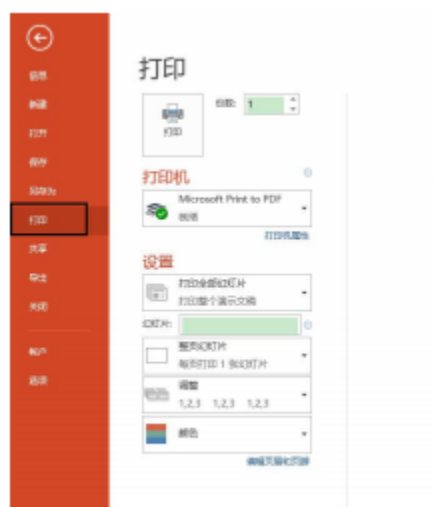 信息
新建
打开
保存
另存为
打印
共享
导出
关闭
帐户
选项
打印
份数: 1
打印
打印机
Microsoft Print to PDF
就绪
打印机属性
设置
打印全部幻灯片
打印整个演示文稿
幻灯片:
整页幻灯片
每页打印 1 张幻灯片
调整
1,2,3 1,2,3 1,2,3
颜色
编辑页眉和页脚